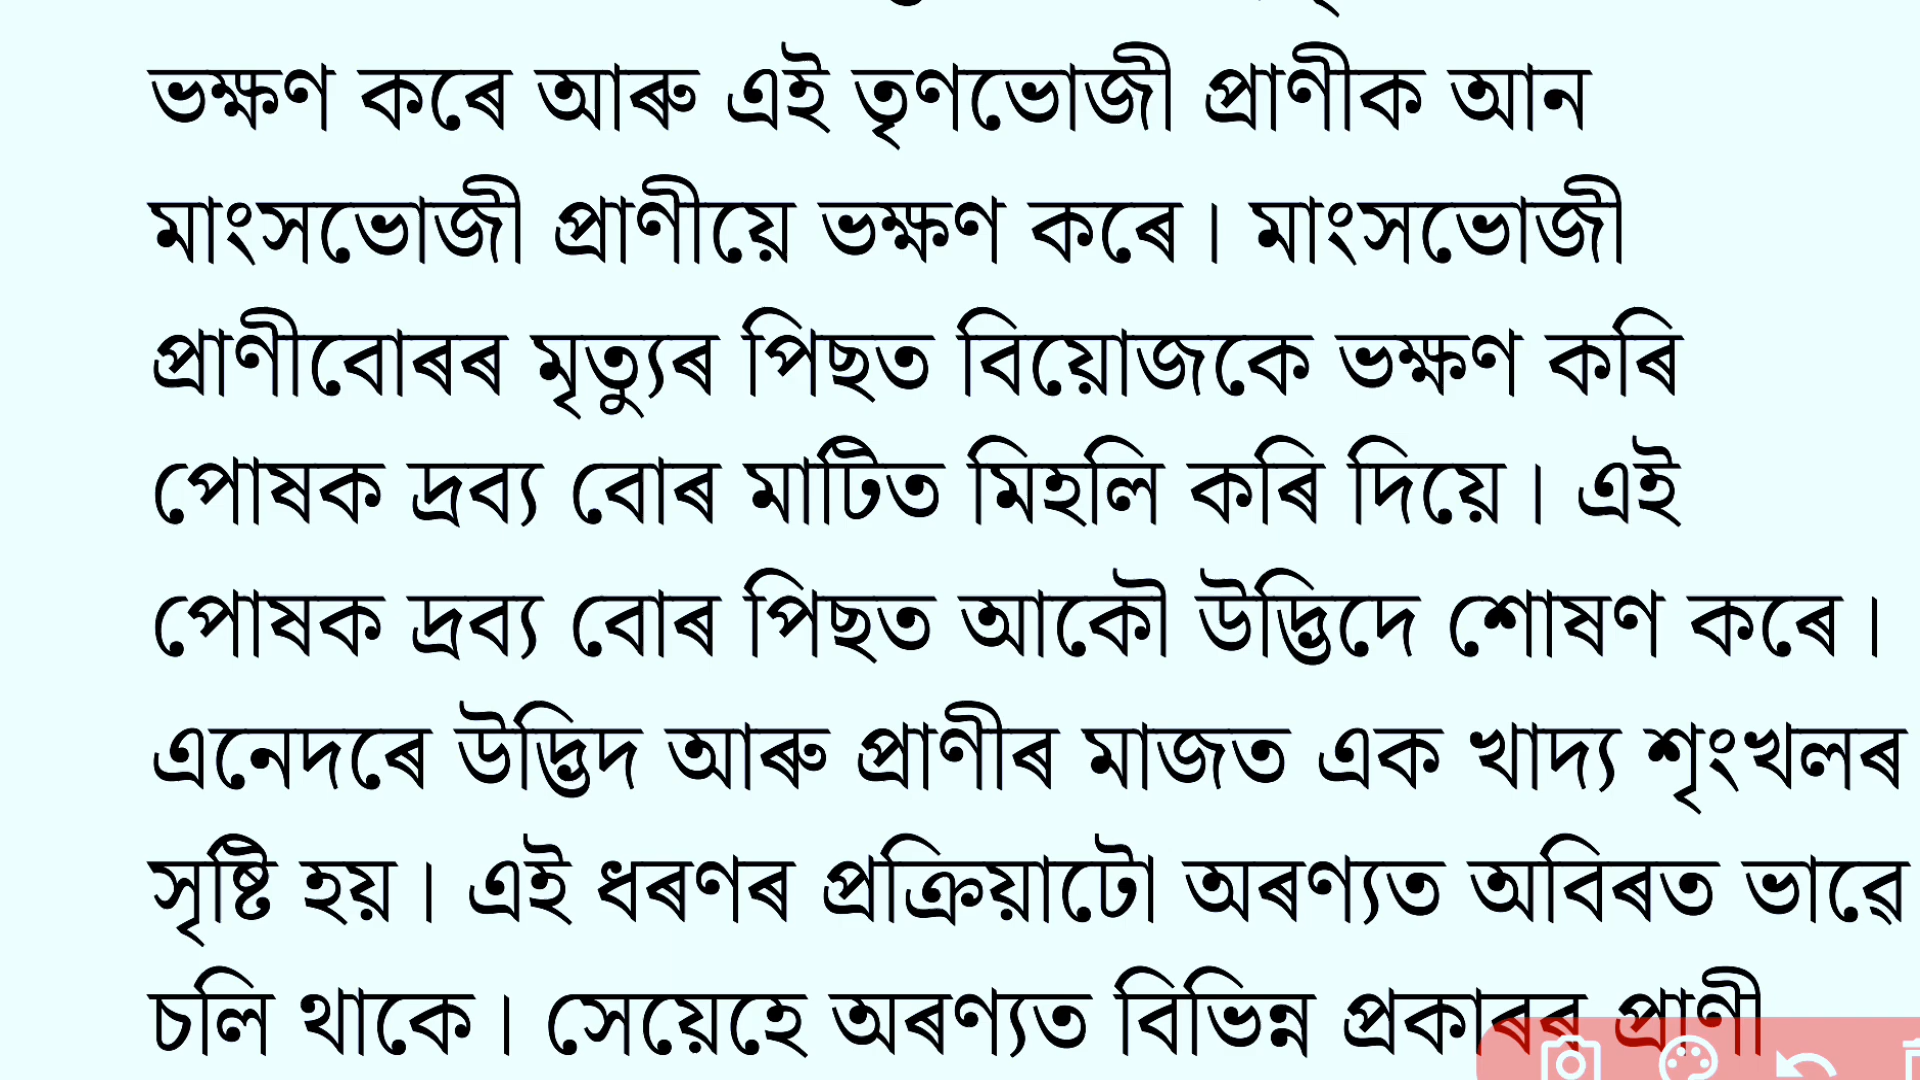 ভক্ষণ কৰে আৰু এই তৃণভোজী প্ৰাণীক আন
মাংসভোজী প্ৰাণীয়ে ভক্ষণ কৰে। মাংসভোজী
প্ৰাণীবোৰৰ মৃত্যুৰ পিছত বিয়োজকে ভক্ষণ কৰি
পোষক দ্ৰব্য বোৰ মাটিত মিহলি কৰি দিয়ে। এই
পোষক দ্ৰব্য বোৰ পিছত আকৌ উদ্ভিদে শোষণ কৰে।
এনেদৰে উদ্ভিদ আৰু প্ৰাণীৰ মাজত এক খাদ্য শৃংখলৰ
সৃষ্টি হয়। এই ধৰণৰ প্ৰক্ৰিয়াটো অৰণ্যত অবিৰত ভাৱে
চলি থাকে। সেয়েহে অৰণ্যত বিভিন্ন প্ৰকাৰৰ প্ৰাণী